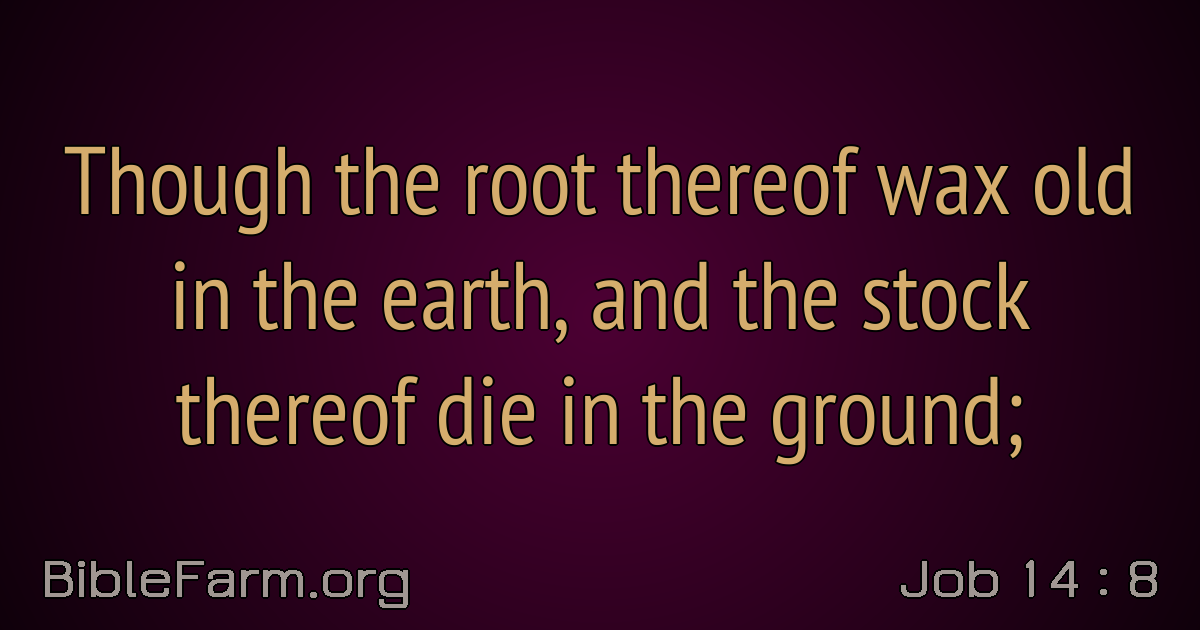 Though the root thereof wax old
in the earth, and the stock
thereof die in the ground;
BibleFarm.org
Job 14 : 8